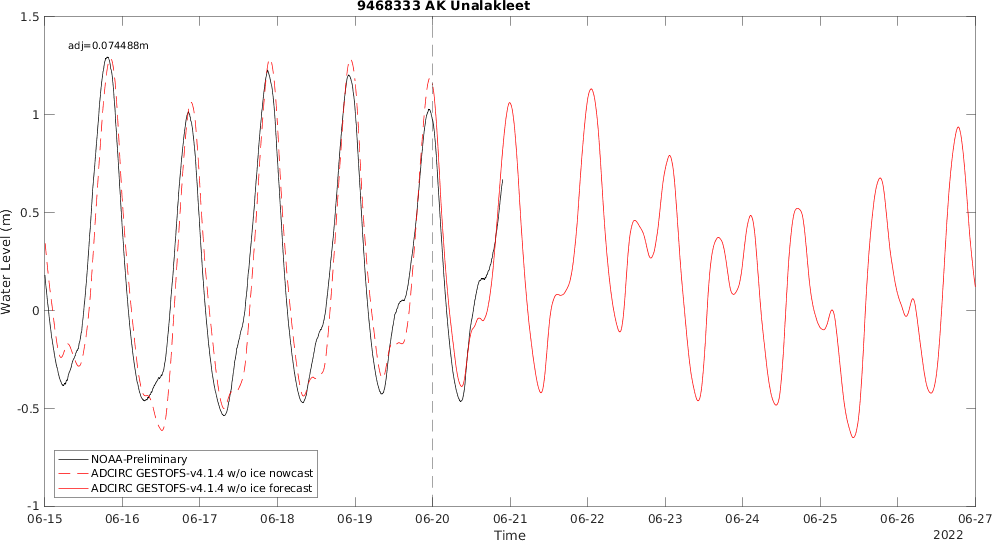 9468333 AK Unalakleet
adj=0.074488m
Water Level (m)
1.5
1
0.5
0
-0.5
-1
NOAA-Preliminary
ADCIRC GESTOFS-v4.1.4 w/o ice nowcast
ADCIRC GESTOFS-v4.1.4 w/o ice forecast
06-15 06-16 06-17 06-18 06-19 06-20 06-21 06-22 06-23 06-24 06-25 06-26 06-27
Time
2022